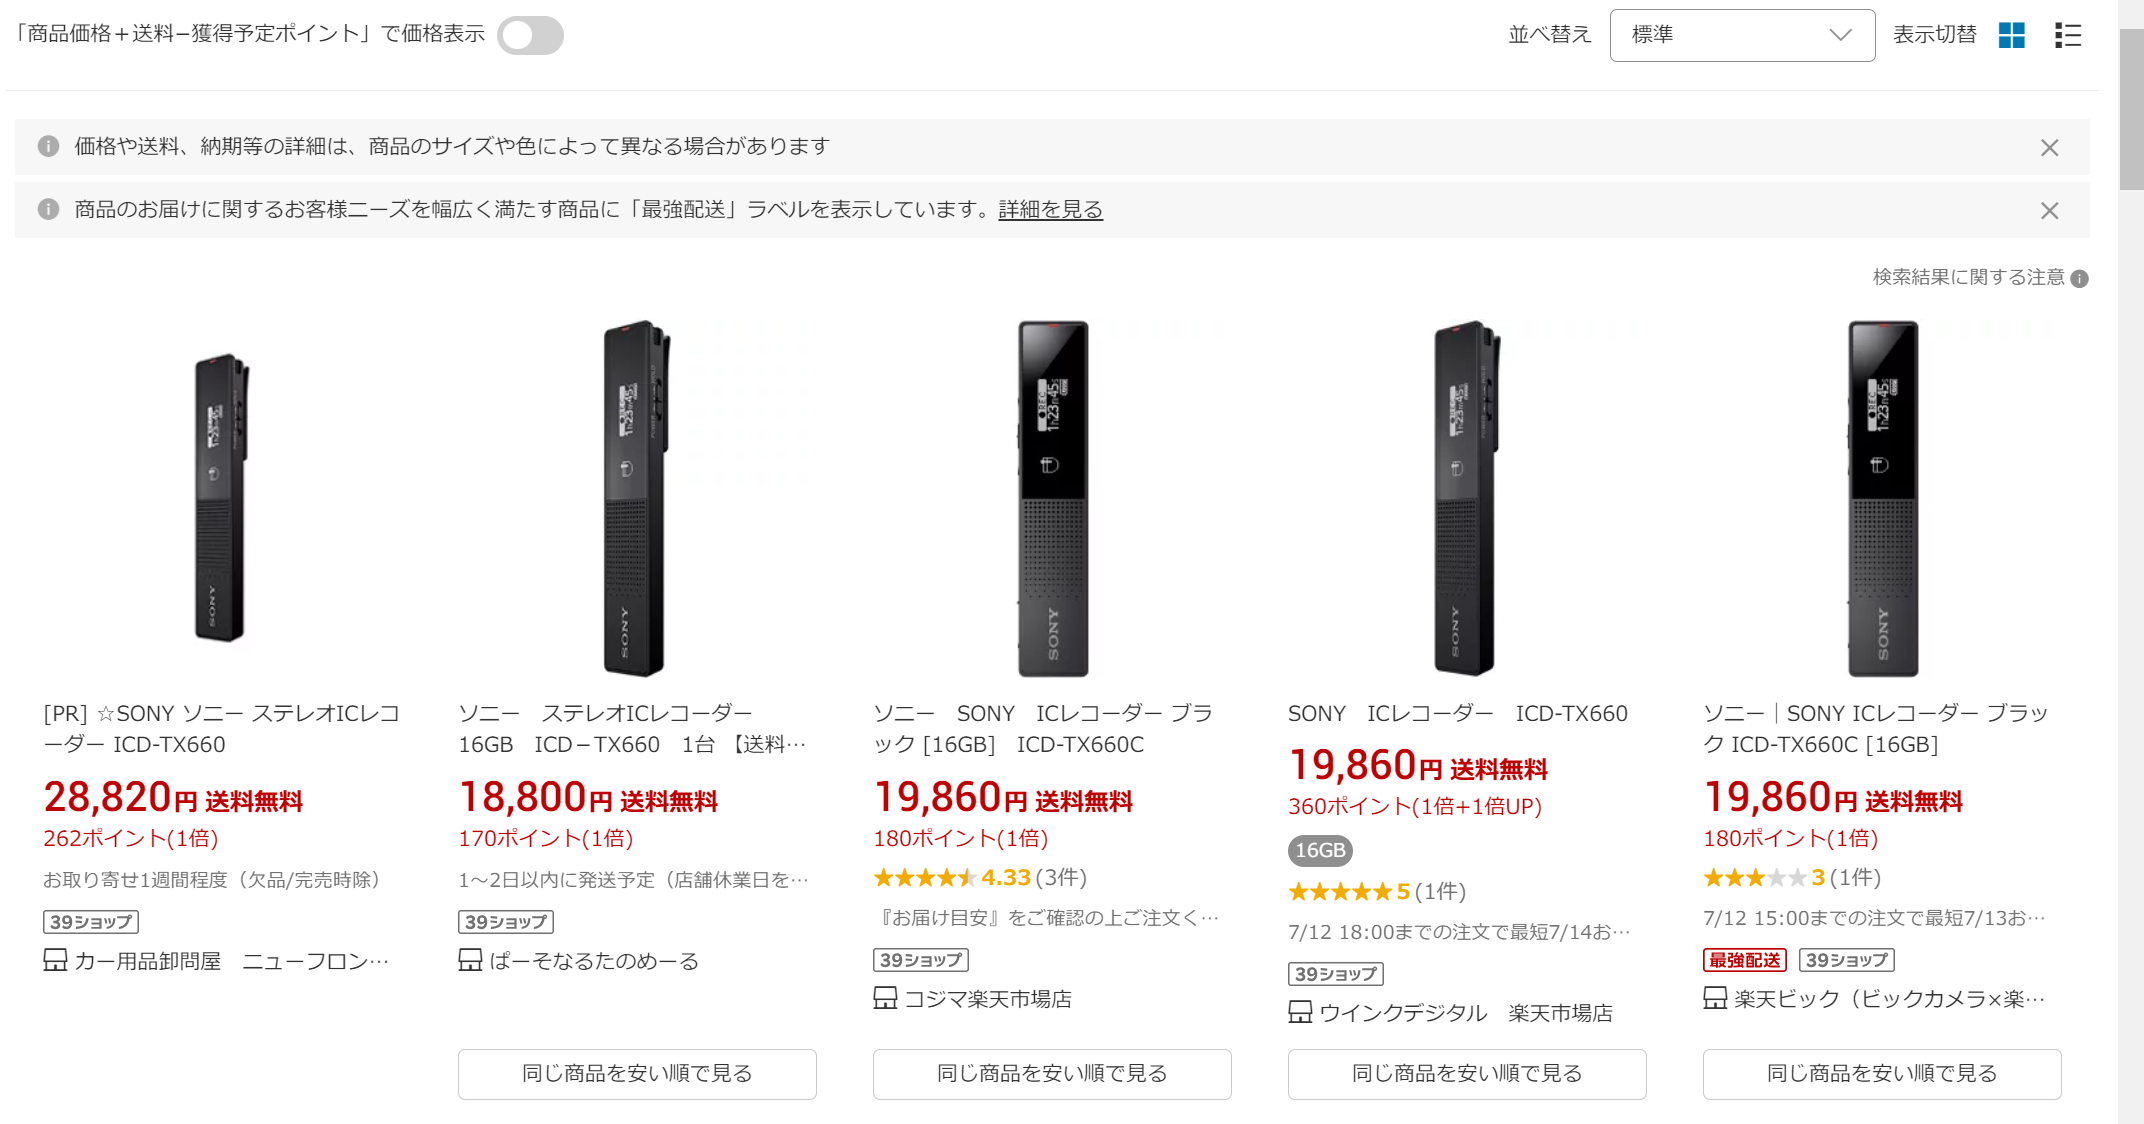 「商品価格＋送料−獲得予定ポイント」で価格表示
並べ替え 標準 表示切替
価格や送料、納期等の詳細は、商品のサイズや色によって異なる場合があります
商品のお届けに関するお客様ニーズを幅広く満たす商品に「最強配送」ラベルを表示しています。詳細を見る
検索結果に関する注意
[PR] ☆SONY ソニー ステレオICレコ
ーダー ICD-TX660
28,820円 送料無料
262ポイント(1倍)
お取り寄せ1週間程度（欠品/完売時除）
39ショップ
カー用品卸問屋　ニューフロン…
ソニー　ステレオICレコーダー
16GB　ICD－TX660　1台 【送料…
18,800円 送料無料
170ポイント(1倍)
1～2日以内に発送予定（店舗休業日を…
39ショップ
ぱーそなるたのめーる
同じ商品を安い順で見る
ソニー　SONY　ICレコーダー ブラ
ック [16GB]　ICD-TX660C
19,860円 送料無料
180ポイント(1倍)
4.33(3件)
『お届け目安』をご確認の上ご注文く…
39ショップ
コジマ楽天市場店
同じ商品を安い順で見る
SONY　ICレコーダー　ICD-TX660
19,860円 送料無料
360ポイント(1倍+1倍UP)
16GB
5(1件)
7/12 18:00までの注文で最短7/14お…
39ショップ
ウインクデジタル　楽天市場店
同じ商品を安い順で見る
ソニー｜SONY ICレコーダー ブラッ
ク ICD-TX660C [16GB]
19,860円 送料無料
180ポイント(1倍)
3(1件)
7/12 15:00までの注文で最短7/13お…
最強配送 39ショップ
楽天ビック（ビックカメラ×楽…
同じ商品を安い順で見る
SONY
SONY
SONY
SONY
SONY